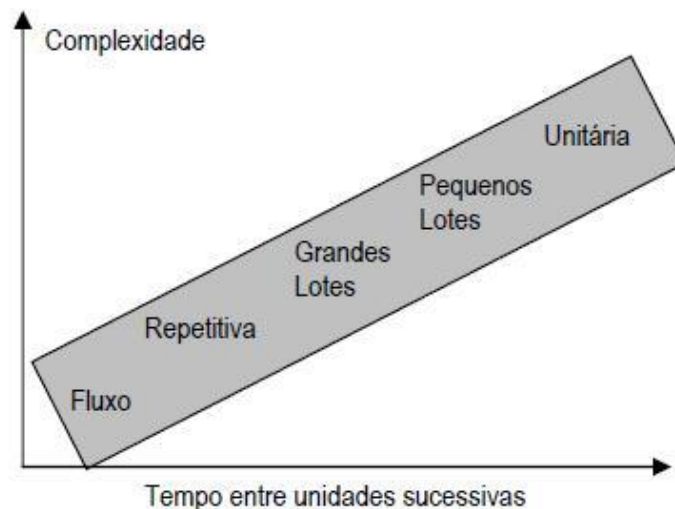 Complexidade
Unitária
Pequenos
Lotes
Grandes
Lotes
Repetitiva
Fluxo
Tempo entre unidades sucessivas